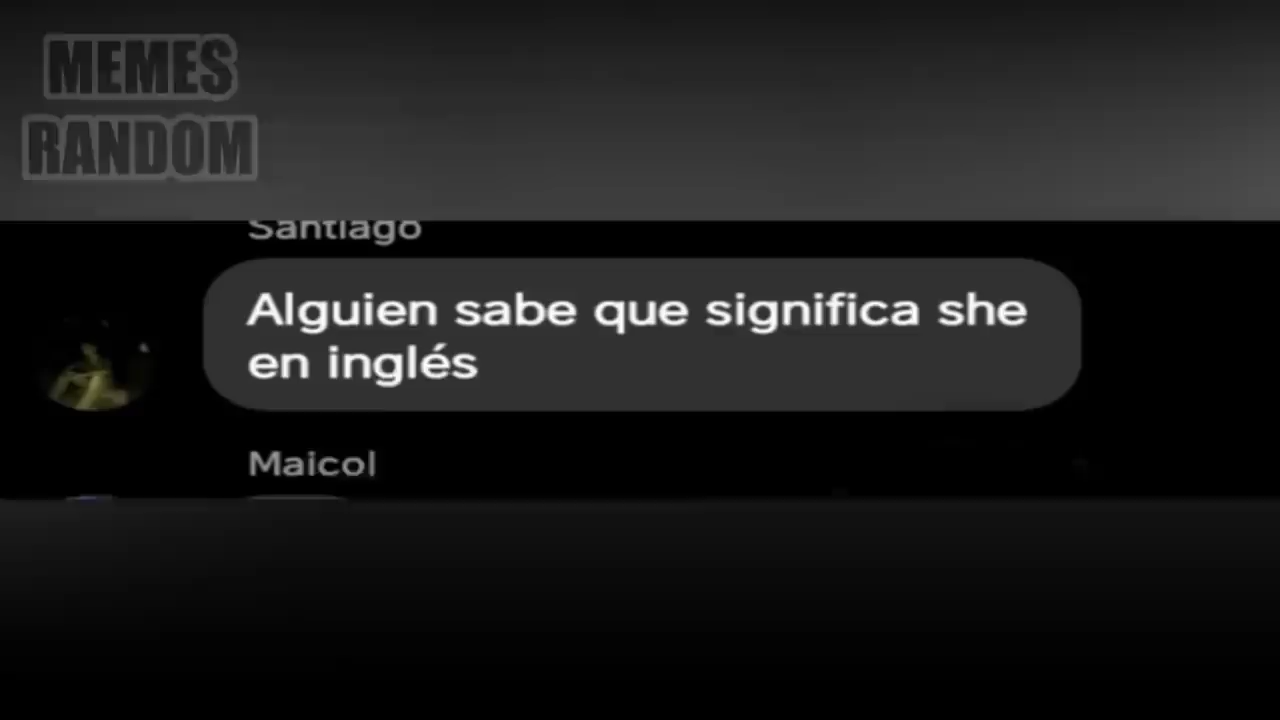 MEMES
RANDOM
Santiago
Alguien sabe que significa she
en inglés
Maicol